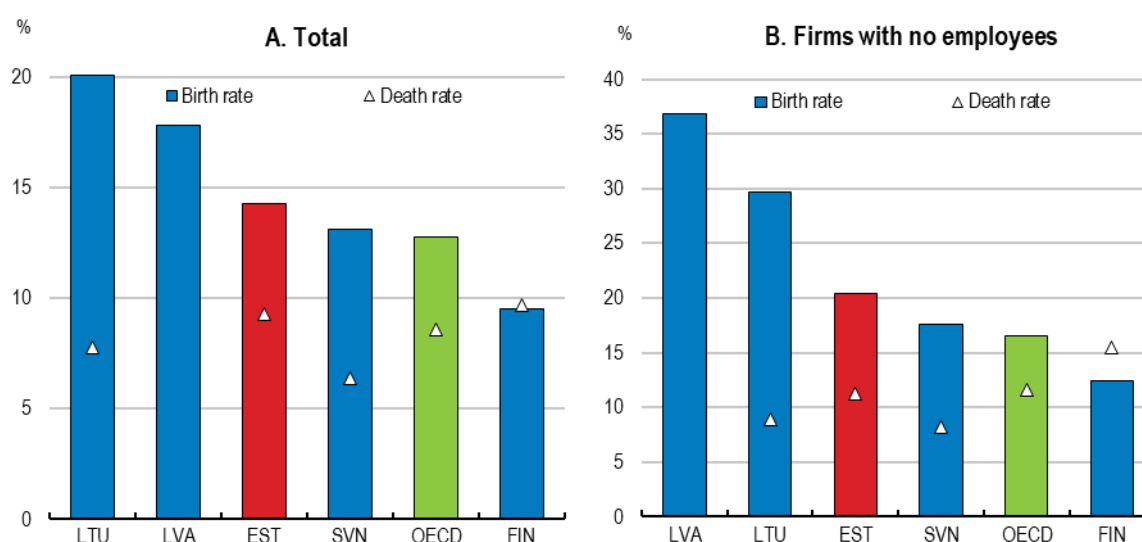 A. Total
%
Birth rate
Death rate
20
15
10
5
0
LTU LVA EST SVN OECD FIN
B. Firms with no employees
%
Birth rate
Death rate
40
35
30
25
20
15
10
5
0
LVA LTU EST SVN OECD FIN